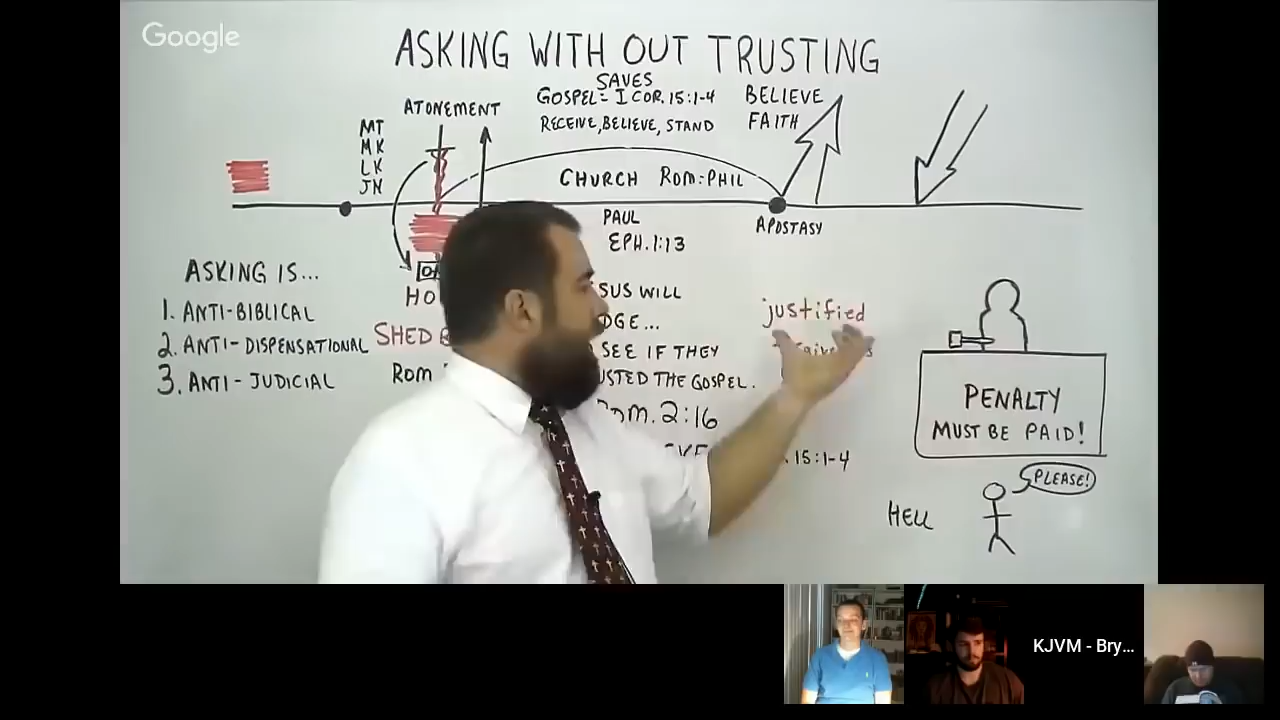 Google
ASKING WITH OUT TRUSTING
SAVES
GOSPEL = I COR. 15:1-4
RECEIVE, BELIEVE, STAND
BELIEVE
FAITH
ATONEMENT
MT
MK
LK
JN
CHURCH ROM:PHIL
PAUL
EPH. 1:13
APOSTASY
ASKING IS...
1. ANTI-BIBLICAL
2. ANTI-DISPENSATIONAL
3. ANTI-JUDICIAL
HO
SHED B
ROM
SUS WILL
DGE...
SEE IF THEY
USTED THE GOSPEL.
ROM. 2:16
. 15:1-4
justified
PENALTY
MUST BE PAID!
PLEASE!
HELL
KJVM - Bry...